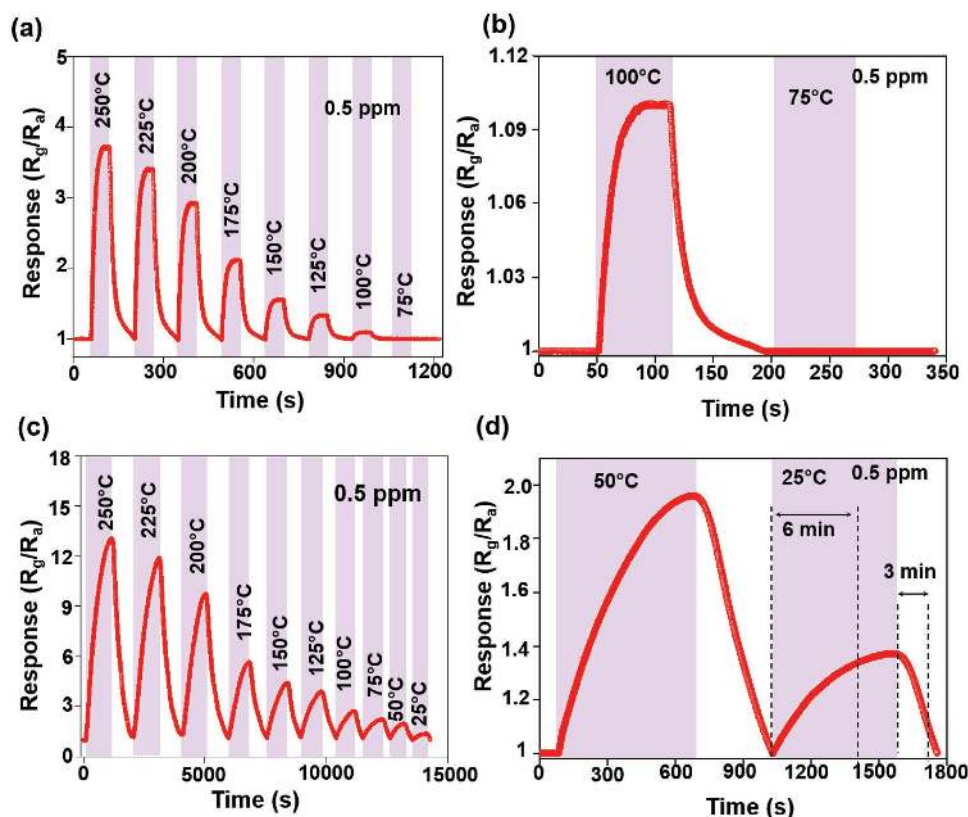 (a)
5
4
3
2
1
Response (Rg/Ra)
250°C
225°C
200°C
175°C
150°C
125°C
100°C
75°C
0.5 ppm
0 300 600 900 1200
Time (s)
(b)
1.12
1.09
1.06
1.03
1
Response (Rg/Ra)
100°C
75°C
0.5 ppm
0 50 100 150 200 250 300 350
Time (s)
(c)
18
15
12
9
6
3
0
Response (Rg/Ra)
250°C
225°C
200°C
175°C
150°C
125°C
100°C
75°C
50°C
25°C
0.5 ppm
0 5000 10000 15000
Time (s)
(d)
2.0
1.8
1.6
1.4
1.2
1
Response (Rg/Ra)
50°C
25°C
0.5 ppm
6 min
3 min
0 300 600 900 1200 1500 1800
Time (s)